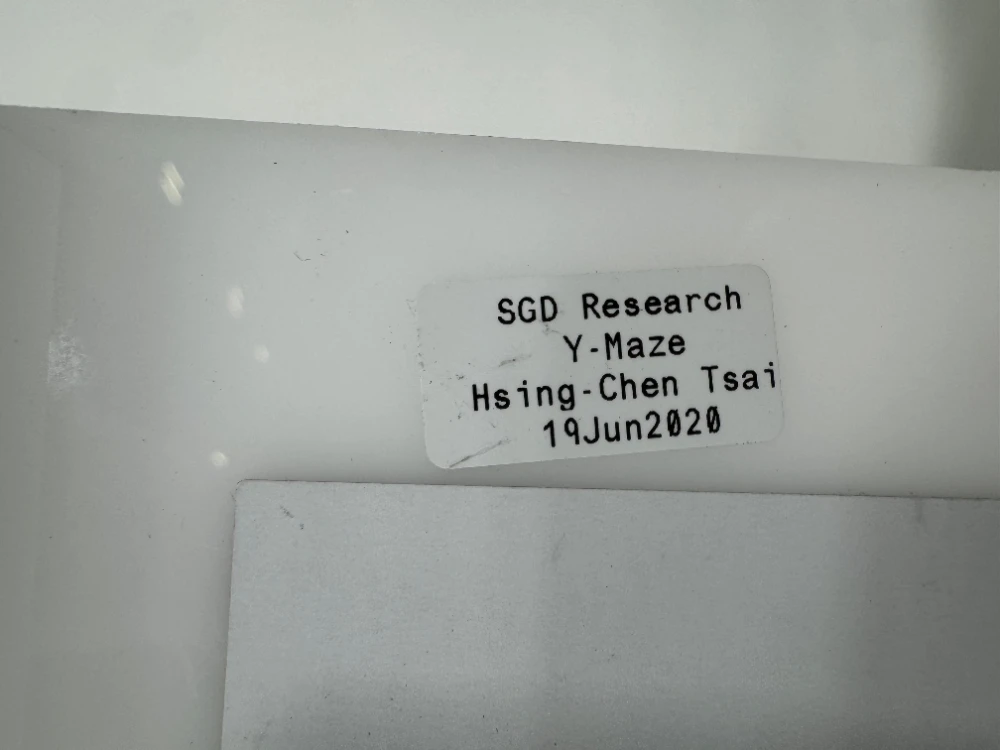 SGD Research
Y-Maze
Hsing-Chen Tsai
19Jun2020